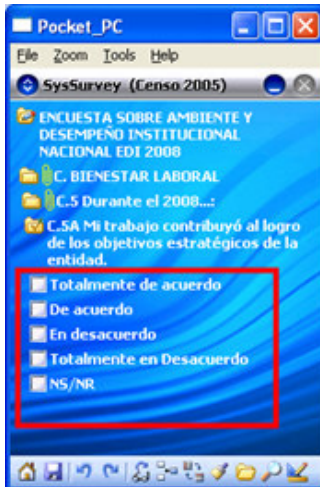 Pocket_PC
File Zoom Tools Help
SysSurvey (Censo 2005)
ENCUESTA SOBRE AMBIENTE Y
DESEMPEÑO INSTITUCIONAL
NACIONAL EDI 2008
C. BIENESTAR LABORAL
C.5 Durante el 2008...:
C.5A Mi trabajo contribuyó al logro
de los objetivos estratégicos de la
entidad.
Totalmente de acuerdo
De acuerdo
En desacuerdo
Totalmente en Desacuerdo
NS/NR